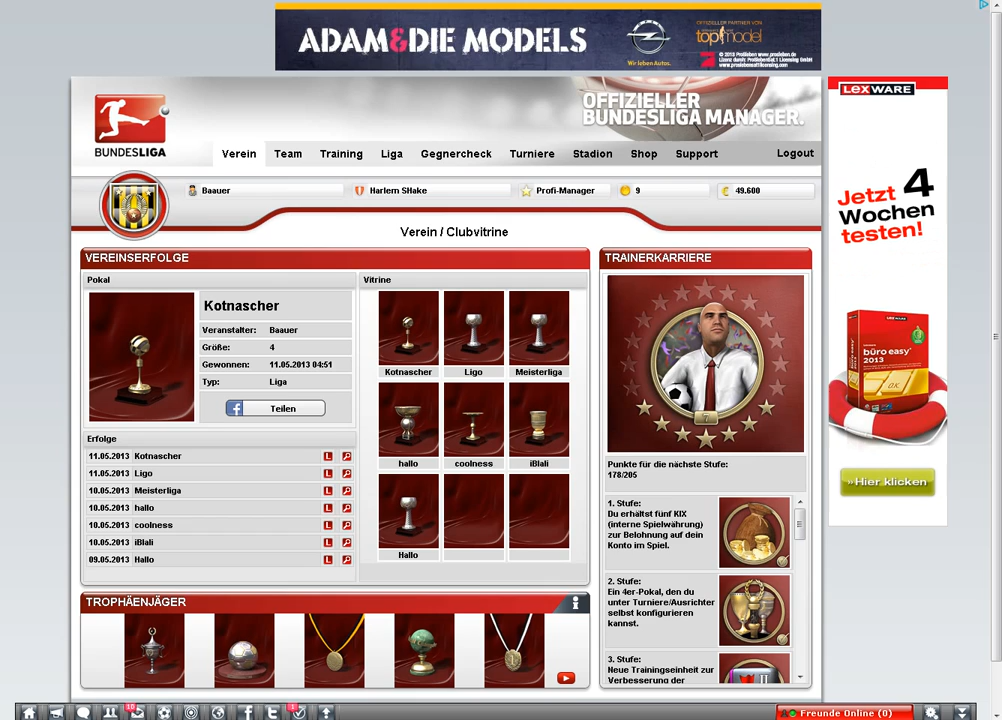 ADAM&DIE MODELS
Wir leben Autos.
OFFIZIELLER PARTNER VON
topmodel
LEXWARE
BUNDESLIGA
OFFIZIELLER
BUNDESLIGA MANAGER.
Verein Team Training Liga Gegnercheck Turniere Stadion Shop Support Logout
Baauer Harlem SHake Profi-Manager 9 49.600
Verein / Clubvitrine
Jetzt 4
Wochen
testen!
VEREINSERFOLGE
Pokal
Kotnascher
Veranstalter: Baauer
Größe: 4
Gewonnen: 11.05.2013 04:51
Typ: Liga
Teilen
Erfolge
11.05.2013 Kotnascher L
11.05.2013 Ligo L
10.05.2013 Meisterliga L
10.05.2013 hallo L
10.05.2013 coolness L
10.05.2013 iBlali L
09.05.2013 Hallo L
Vitrine
Kotnascher Ligo Meisterliga
hallo coolness iBlali
Hallo
TROPHÄENJÄGER
i
TRAINERKARRIERE
7
Punkte für die nächste Stufe:
178/205
1. Stufe:
Du erhältst fünf KIX
(interne Spielwährung)
zur Belohnung auf dein
Konto im Spiel.
2. Stufe:
Ein 4er-Pokal, den du
unter Turniere/Ausrichter
selbst konfigurieren
kannst.
3. Stufe:
Neue Trainingseinheit zur
Verbesserung der
LEXWARE
büro easy
2013
OK
»Hier klicken
10 1
Freunde Online (0)